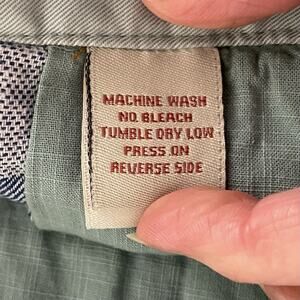 MACHINE WASH
NO. BLEACH
TUMBLE DRY LOW
PRESS ON
REVERSE SIDE